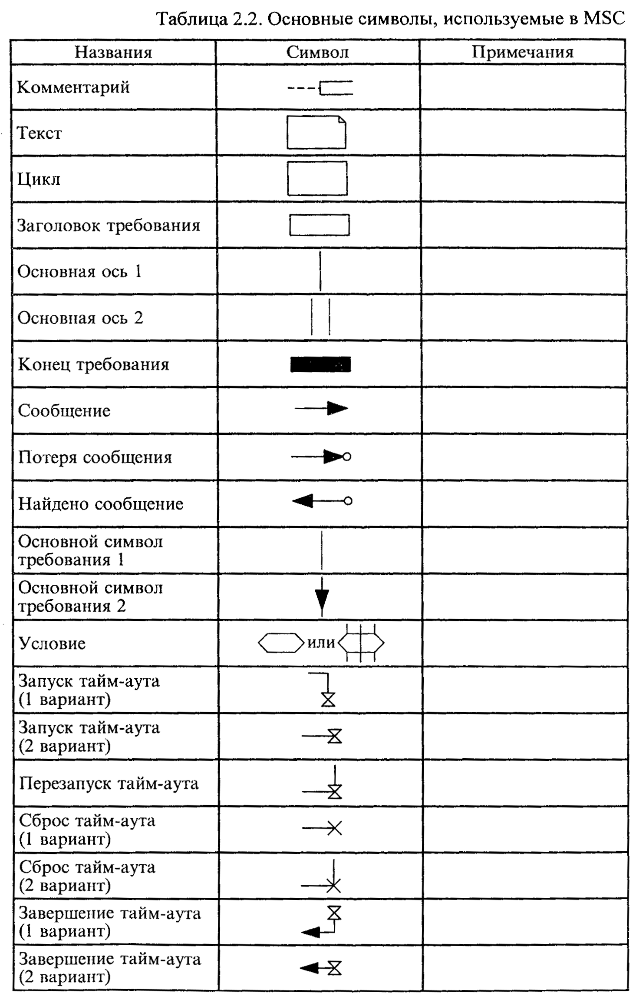 Таблица 2.2. Основные символы, используемые в MSC
Названия
Символ
Примечания
Комментарий
Текст
Цикл
Заголовок требования
Основная ось 1
Основная ось 2
Конец требования
Сообщение
Потеря сообщения
Найдено сообщение
Основной символ
требования 1
Основной символ
требования 2
Условие
или
Запуск тайм-аута
(1 вариант)
Запуск тайм-аута
(2 вариант)
Перезапуск тайм-аута
Сброс тайм-аута
(1 вариант)
Сброс тайм-аута
(2 вариант)
Завершение тайм-аута
(1 вариант)
Завершение тайм-аута
(2 вариант)